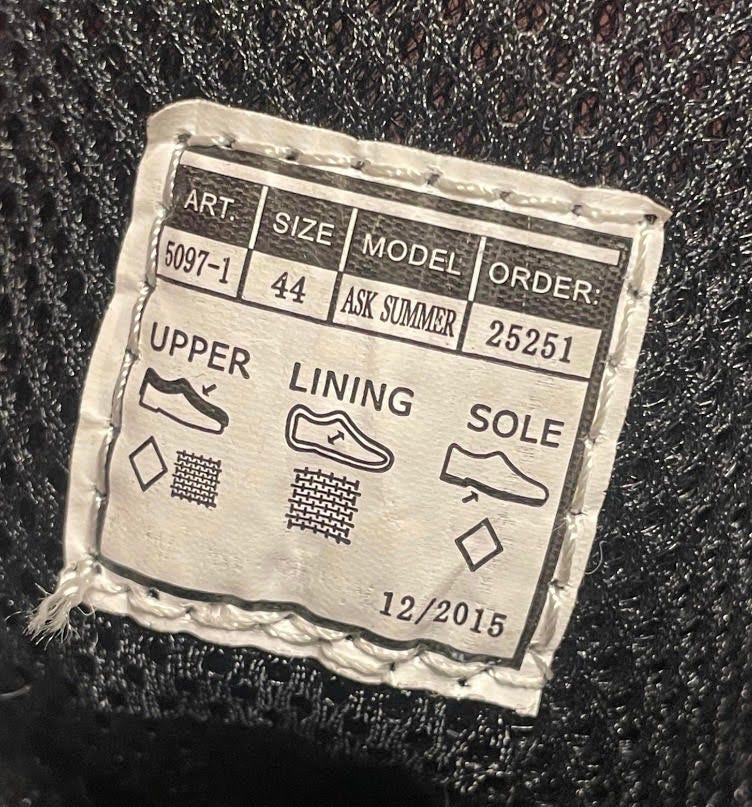 ART. SIZE MODEL ORDER:
5097-1 44 ASK SUMMER 25251
UPPER LINING SOLE
12/2015